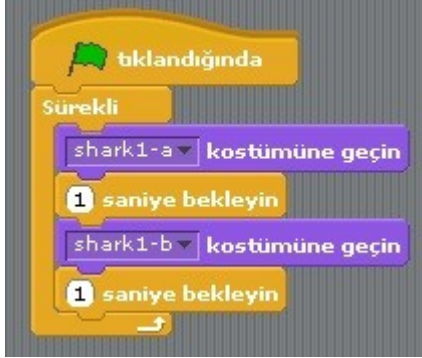 tıklandığında
Sürekli
shark1-a kostümüne geçin
1 saniye bekleyin
shark1-b kostümüne geçin
1 saniye bekleyin